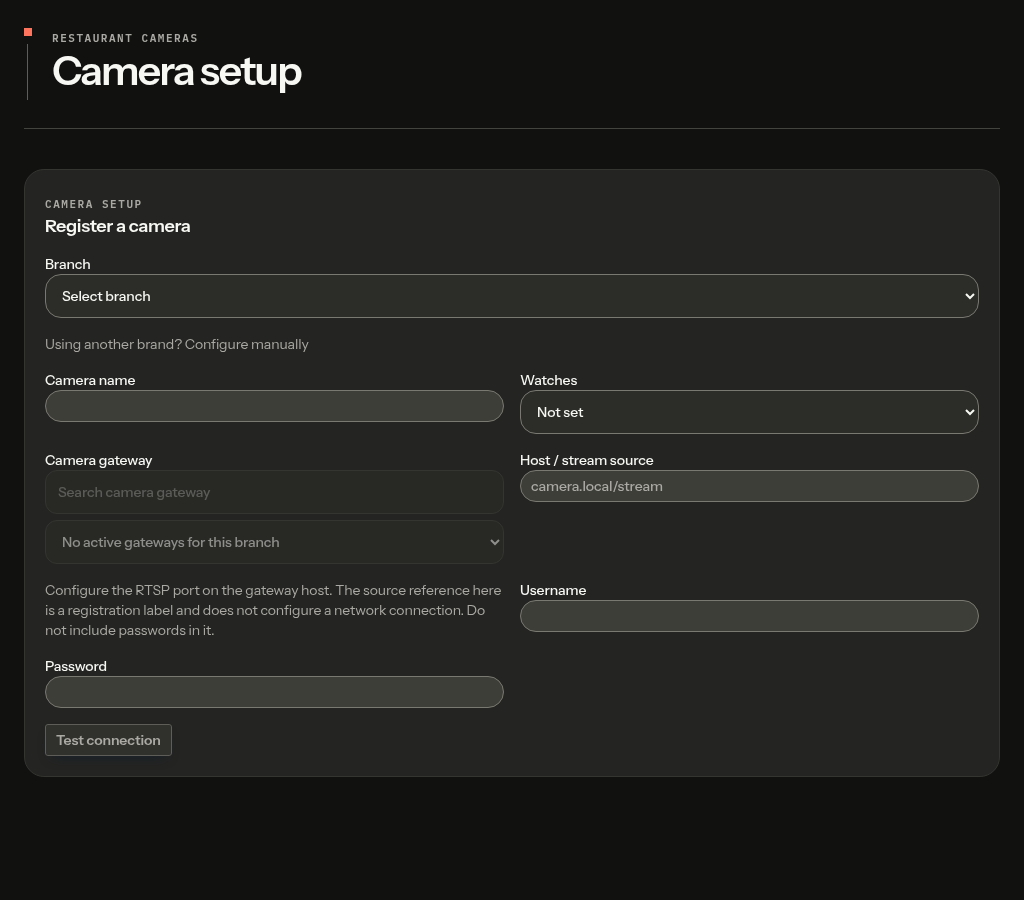 RESTAURANT CAMERAS
Camera setup
CAMERA SETUP
Register a camera
Branch
Select branch
Using another brand? Configure manually
Camera name
Watches
Not set
Camera gateway
Host / stream source
Search camera gateway
camera.local/stream
No active gateways for this branch
Configure the RTSP port on the gateway host. The source reference here
is a registration label and does not configure a network connection. Do
not include passwords in it.
Username
Password
Test connection